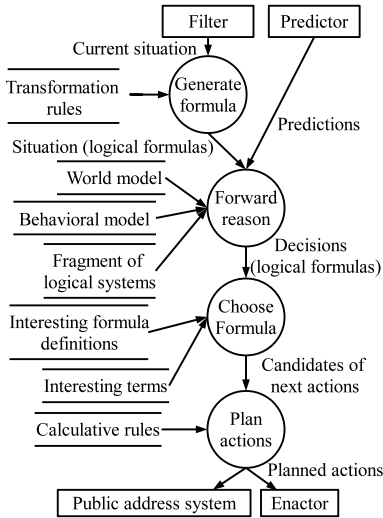 Filter
Predictor
Current situation
Generate
formula
Transformation
rules
Predictions
Situation (logical formulas)
World model
Forward
reason
Behavioral model
Decisions
(logical formulas)
Fragment of
logical systems
Choose
Formula
Interesting formula
definitions
Candidates of
next actions
Interesting terms
Calculative rules
Plan
actions
Planned actions
Public address system
Enactor